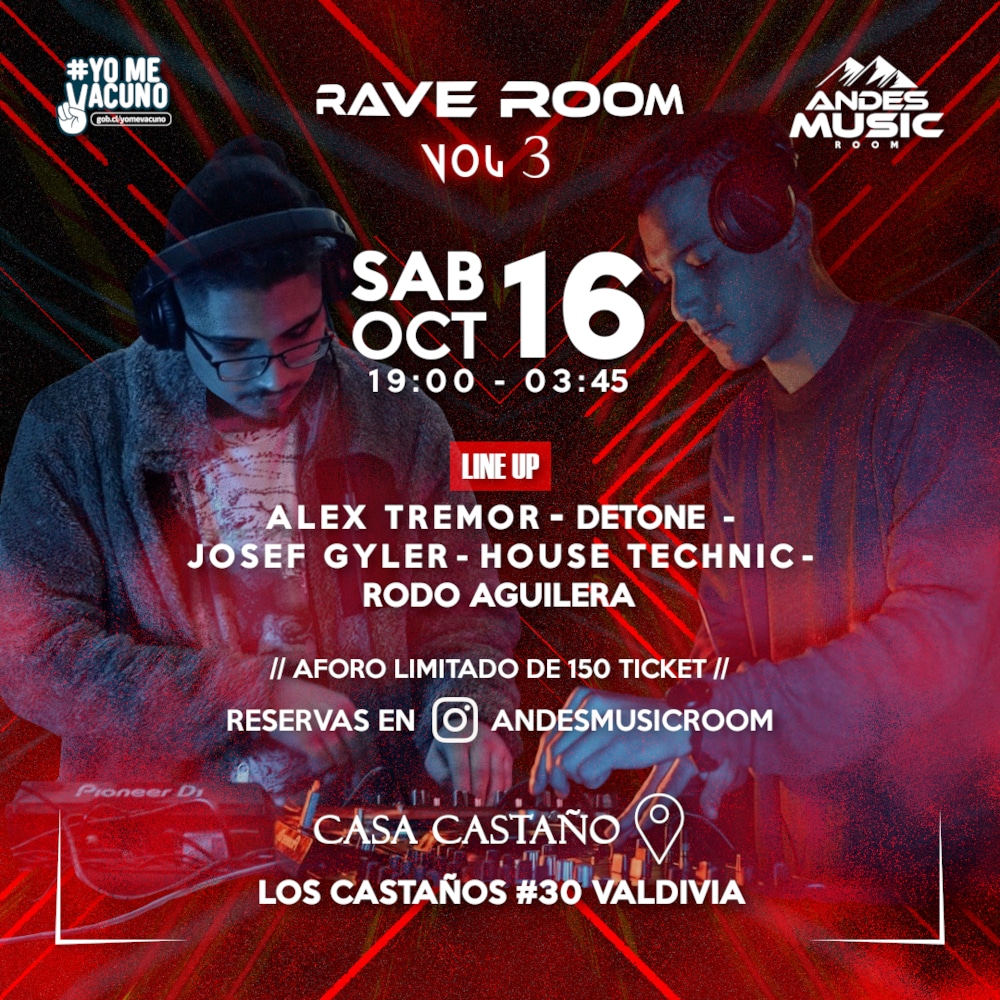 #YO ME
VACUNO
gob.cl/yomevacuno
RAVE ROOM
VOL 3
ANDES
MUSIC
ROOM
SAB
OCT
16
19:00 - 03:45
LINE UP
ALEX TREMOR - DETONE -
JOSEF GYLER - HOUSE TECHNIC -
RODO AGUILERA
// AFORO LIMITADO DE 150 TICKET //
RESERVAS EN ANDESMUSICROOM
Pioneer DJ
CASA CASTAÑO
LOS CASTAÑOS #30 VALDIVIA